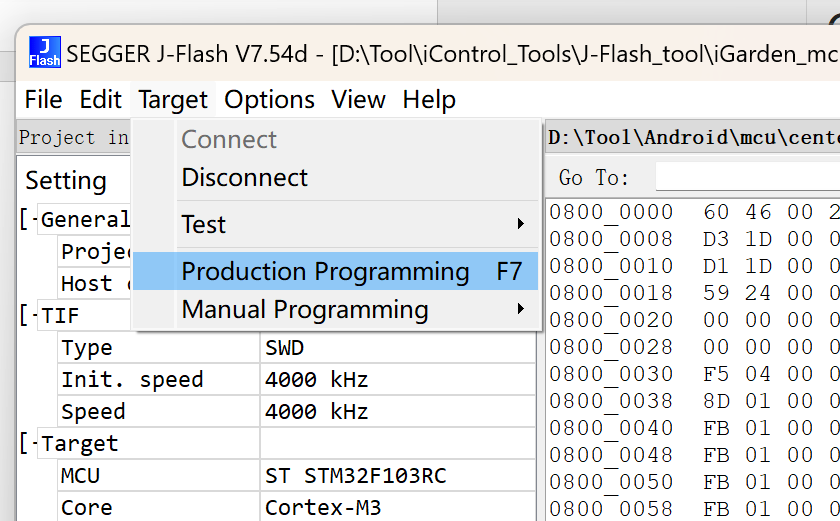 J
Flash
SEGGER J-Flash V7.54d - [D:\Tool\iControl_Tools\J-Flash_tool\iGarden_mc
File Edit Target Options View Help
Project in
Connect
D:\Tool\Android\mcu\cent
Setting
Disconnect
Go To:
General
Test
Projec
Production Programming F7
Host
Manual Programming
TIF
Type SWD
Init. speed 4000 kHz
Speed 4000 kHz
Target
MCU ST STM32F103RC
Core Cortex-M3
0800_0000 60 46 00 2
0800_0008 D3 1D 00 0
0800_0010 D1 1D 00 0
0800_0018 59 24 00 0
0800_0020 00 00 00 0
0800_0028 00 00 00 0
0800_0030 F5 04 00 0
0800_0038 8D 01 00 0
0800_0040 FB 01 00 0
0800_0048 FB 01 00 0
0800_0050 FB 01 00 0
0800_0058 FB 01 00 0